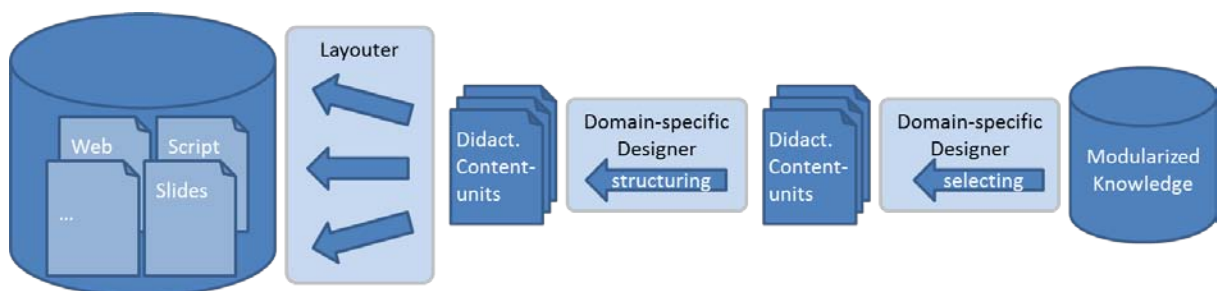 Web
Script
...
Slides
Layouter
Didact.
Content-
units
Domain-specific
Designer
structuring
Didact.
Content-
units
Domain-specific
Designer
selecting
Modularized
Knowledge